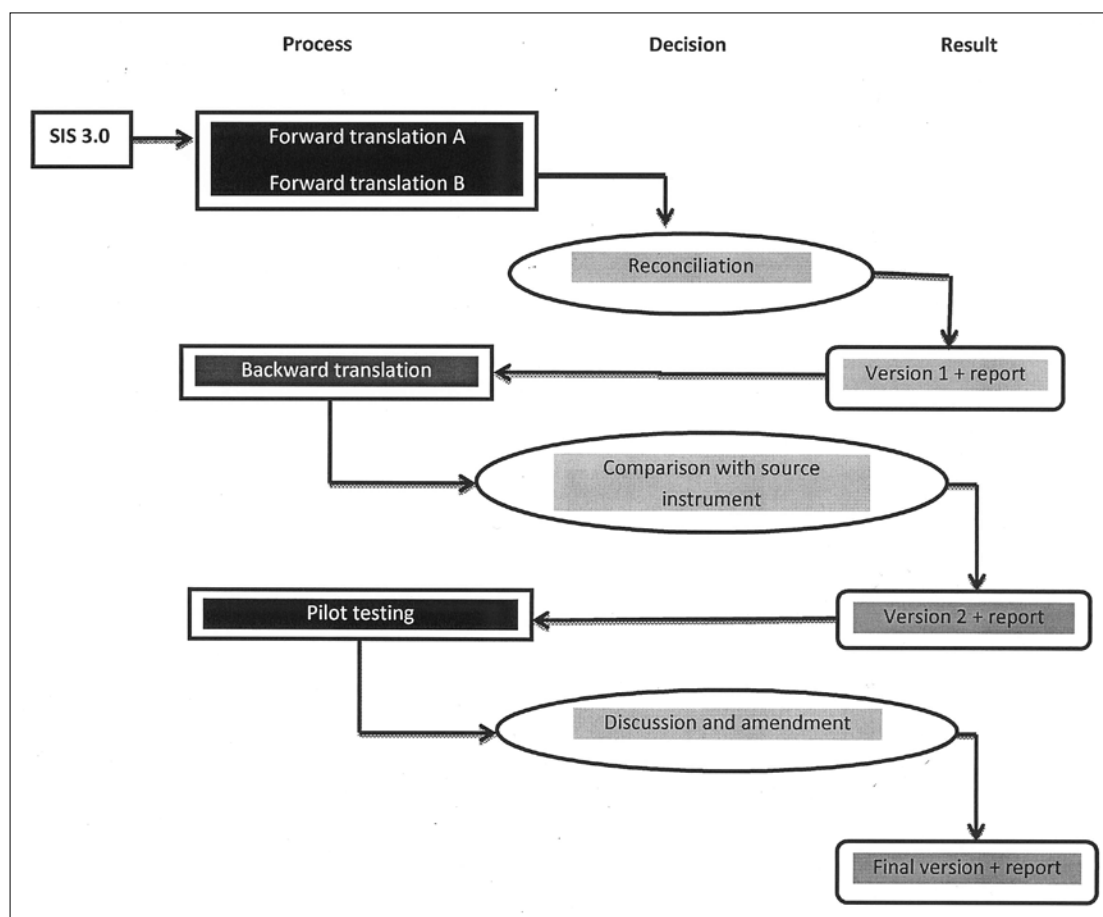 Process Decision Result
SIS 3.0
Forward translation A
Forward translation B
Reconciliation
Backward translation
Version 1 + report
Comparison with source
instrument
Pilot testing
Version 2 + report
Discussion and amendment
Final version + report